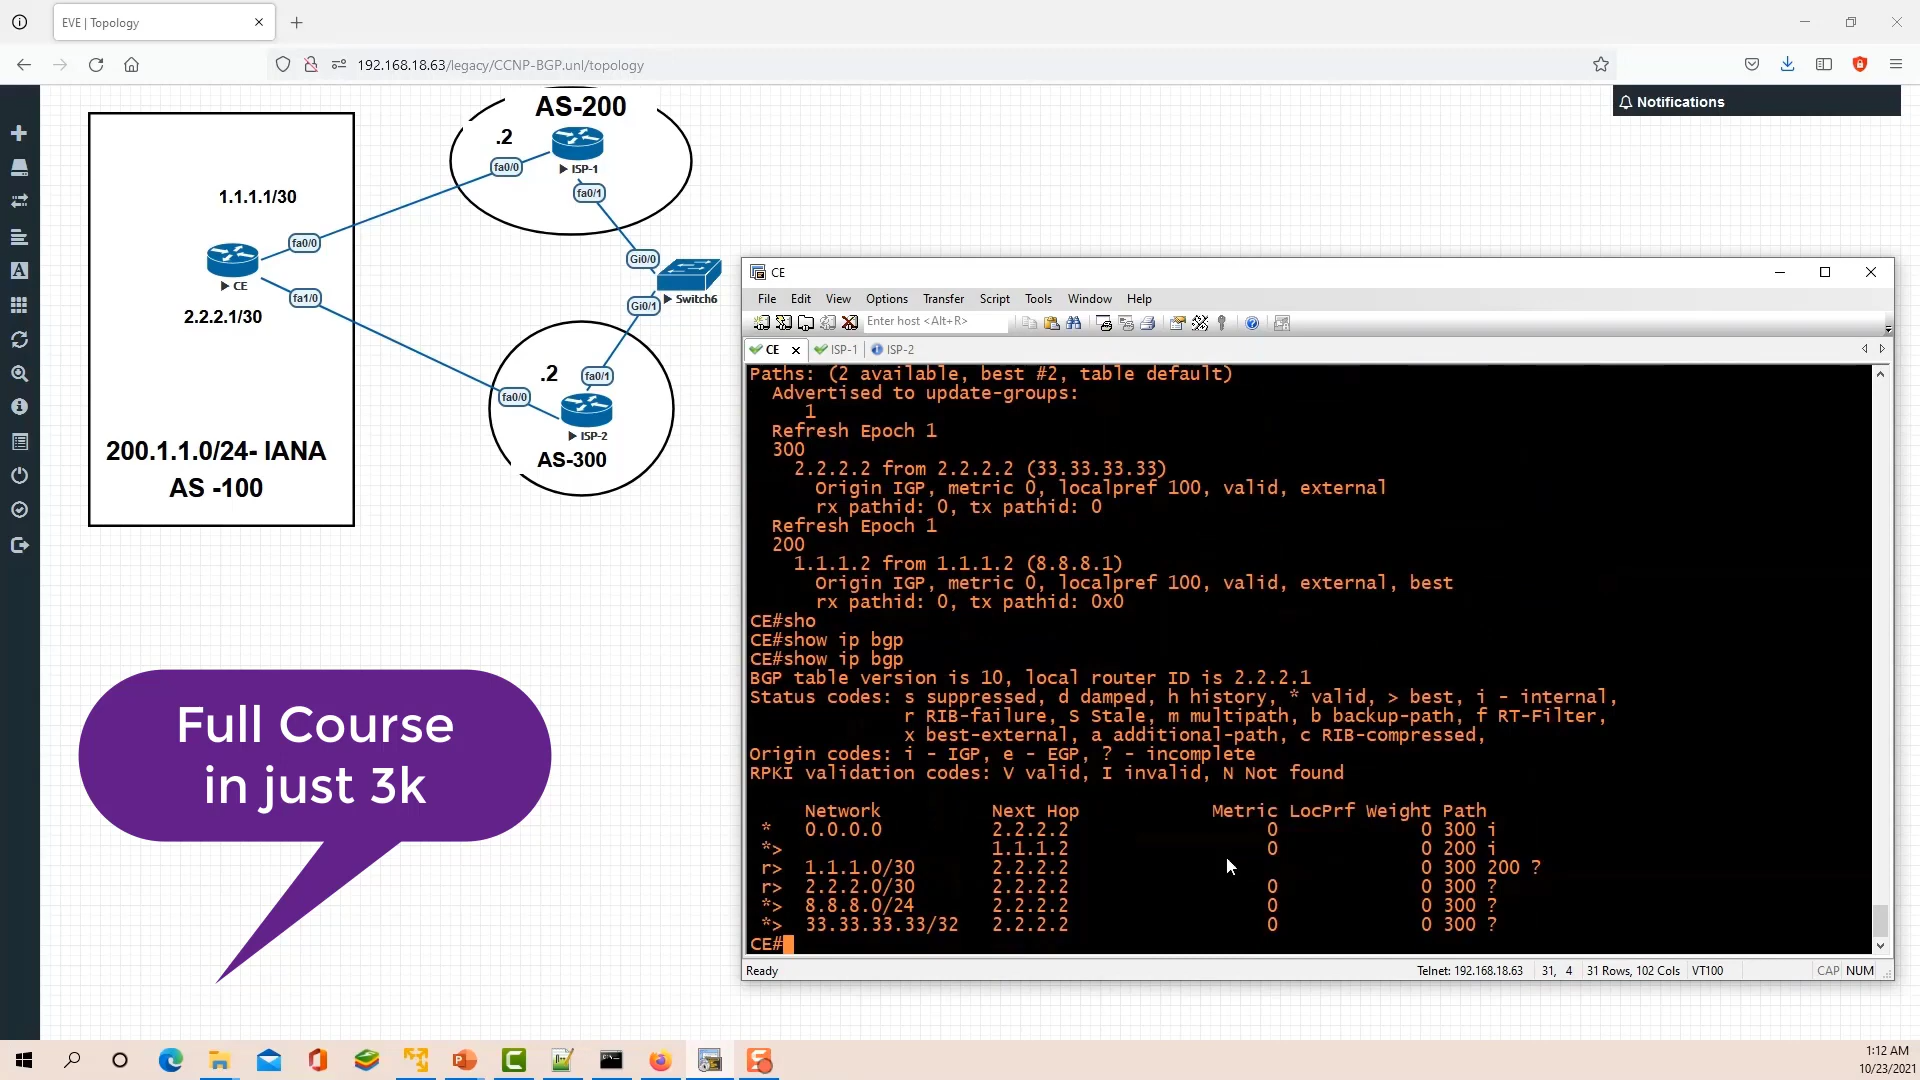 EVE | Topology
192.168.18.63/legacy/CCNP-BGP.unl/topology
Notifications
AS-200
.2
fa0/0
ISP-1
fa0/1
1.1.1.1/30
fa0/0
CE
fa1/0
2.2.2.1/30
Gi0/0
Switch6
Gi0/1
.2
fa0/1
fa0/0
ISP-2
AS-300
200.1.1.0/24- IANA
AS -100
Full Course
in just 3k
CE
File Edit View Options Transfer Script Tools Window Help
Enter host <Alt+R>
CE ISP-1 ISP-2
Paths: (2 available, best #2, table default)
Advertised to update-groups:
1
Refresh Epoch 1
300
2.2.2.2 from 2.2.2.2 (33.33.33.33)
Origin IGP, metric 0, localpref 100, valid, external
rx pathid: 0, tx pathid: 0
Refresh Epoch 1
200
1.1.1.2 from 1.1.1.2 (8.8.8.1)
Origin IGP, metric 0, localpref 100, valid, external, best
rx pathid: 0, tx pathid: 0x0
CE#sho
CE#show ip bgp
CE#show ip bgp
BGP table version is 10, local router ID is 2.2.2.1
Status codes: s suppressed, d damped, h history, * valid, > best, i - internal,
r RIB-failure, S Stale, m multipath, b backup-path, f RT-Filter,
x best-external, a additional-path, c RIB-compressed,
Origin codes: i - IGP, e - EGP, ? - incomplete
RPKI validation codes: V valid, I invalid, N Not found
Network Next Hop Metric LocPrf Weight Path
* 0.0.0.0 2.2.2.2 0 0 300 i
*> 1.1.1.2 0 0 200 i
r> 1.1.1.0/30 2.2.2.2 0 300 200 ?
r> 2.2.2.0/30 2.2.2.2 0 0 300 ?
*> 8.8.8.0/24 2.2.2.2 0 0 300 ?
*> 33.33.33.33/32 2.2.2.2 0 0 300 ?
CE#
Ready Telnet: 192.168.18.63 31, 4 31 Rows, 102 Cols VT100 CAP NUM
1:12 AM
10/23/2021